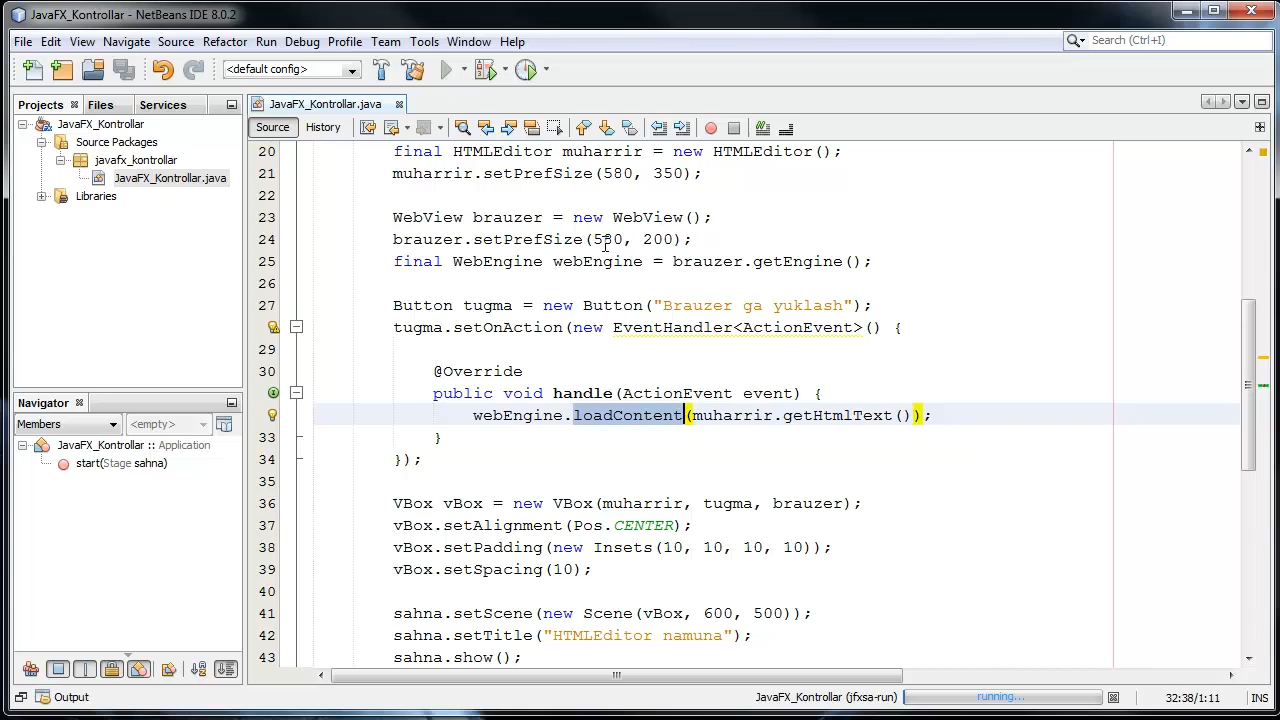 JavaFX_Kontrollar - NetBeans IDE 8.0.2
File Edit View Navigate Source Refactor Run Debug Profile Team Tools Window Help
Search (Ctrl+I)
<default config>
Projects Files Services
JavaFX_Kontrollar.java
JavaFX_Kontrollar
Source Packages
javafx_kontrollar
JavaFX_Kontrollar.java
Libraries
Source History
20 final HTMLEditor muharrir = new HTMLEditor();
21 muharrir.setPrefSize(580, 350);
22
23 WebView brauzer = new WebView();
24 brauzer.setPrefSize(580, 200);
25 final WebEngine webEngine = brauzer.getEngine();
26
27 Button tugma = new Button("Brauzer ga yuklash");
tugma.setOnAction(new EventHandler<ActionEvent>() {
29
30 @Override
public void handle(ActionEvent event) {
webEngine.loadContent(muharrir.getHtmlText());
33 }
34 });
35
36 VBox vBox = new VBox(muharrir, tugma, brauzer);
37 vBox.setAlignment(Pos.CENTER);
38 vBox.setPadding(new Insets(10, 10, 10, 10));
39 vBox.setSpacing(10);
40
41 sahna.setScene(new Scene(vBox, 600, 500));
42 sahna.setTitle("HTMLEditor namuna");
43 sahna.show();
Navigator
Members
<empty>
JavaFX_Kontrollar :: Application
start(Stage sahna)
Output
JavaFX_Kontrollar (jfxsa-run)
running...
32:38/1:11
INS